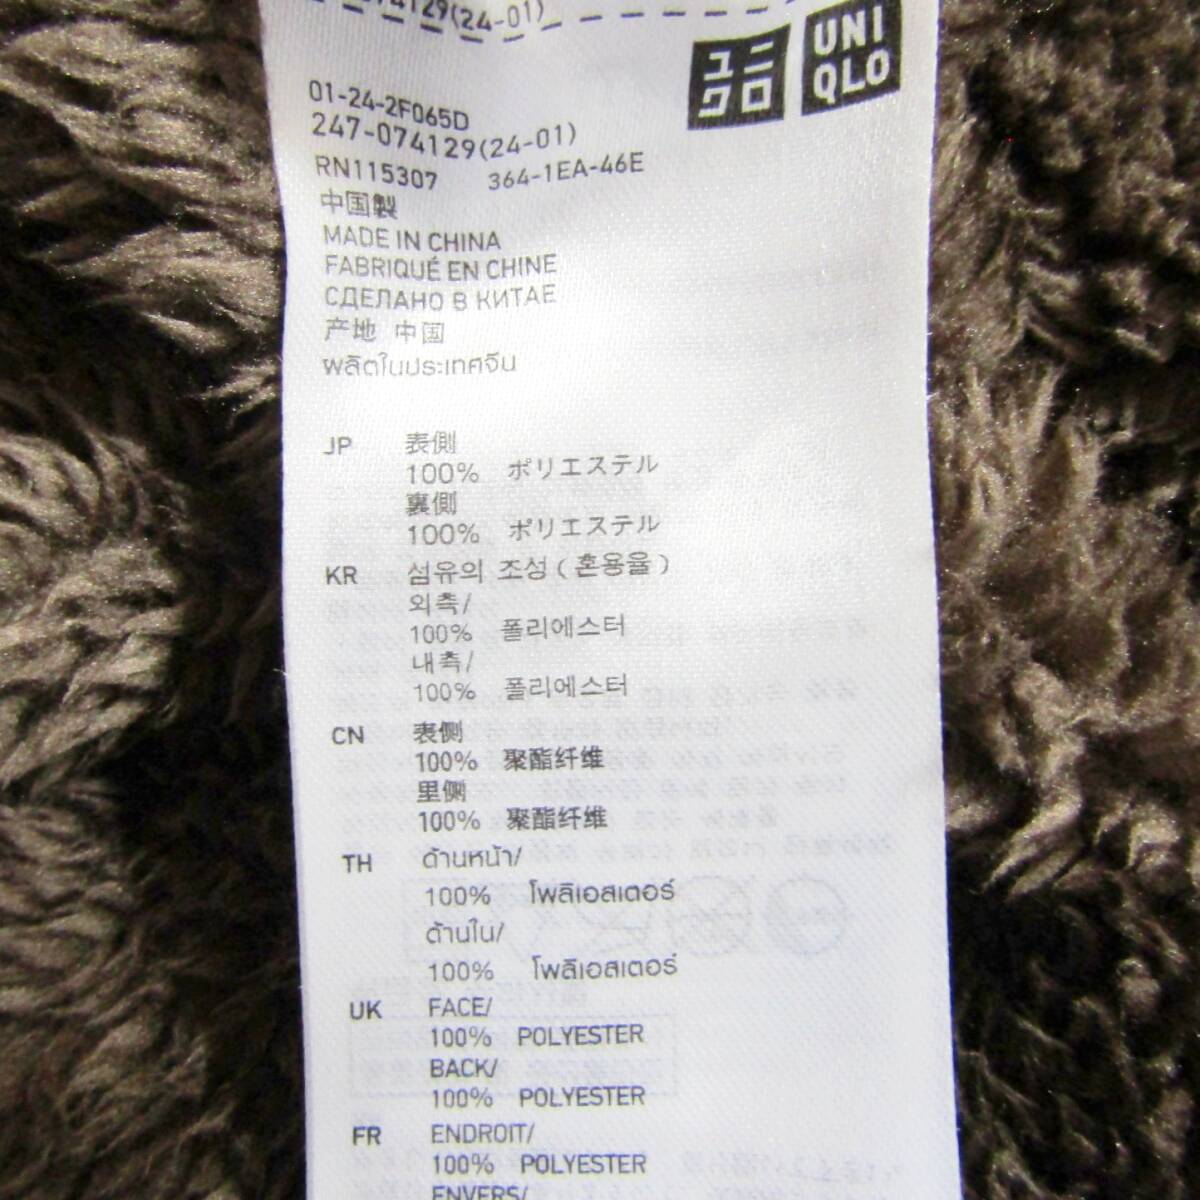 074129(24-01)
ユニクロ
UNIQLO
01-24-2F065D
247-074129(24-01)
RN115307 364-1EA-46E
中国製
MADE IN CHINA
FABRIQUÉ EN CHINE
СДЕЛАНО В КИТАЕ
产地 中国
ผลิตในประเทศจีน
JP 表側
100% ポリエステル
裏側
100% ポリエステル
KR 섬유의 조성 ( 혼용율 )
외측/
100% 폴리에스터
내측/
100% 폴리에스터
CN 表侧
100% 聚酯纤维
里侧
100% 聚酯纤维
TH ด้านหน้า/
100% โพลิเอสเตอร์
ด้านใน/
100% โพลิเอสเตอร์
UK FACE/
100% POLYESTER
BACK/
100% POLYESTER
FR ENDROIT/
100% POLYESTER
ENVERS/